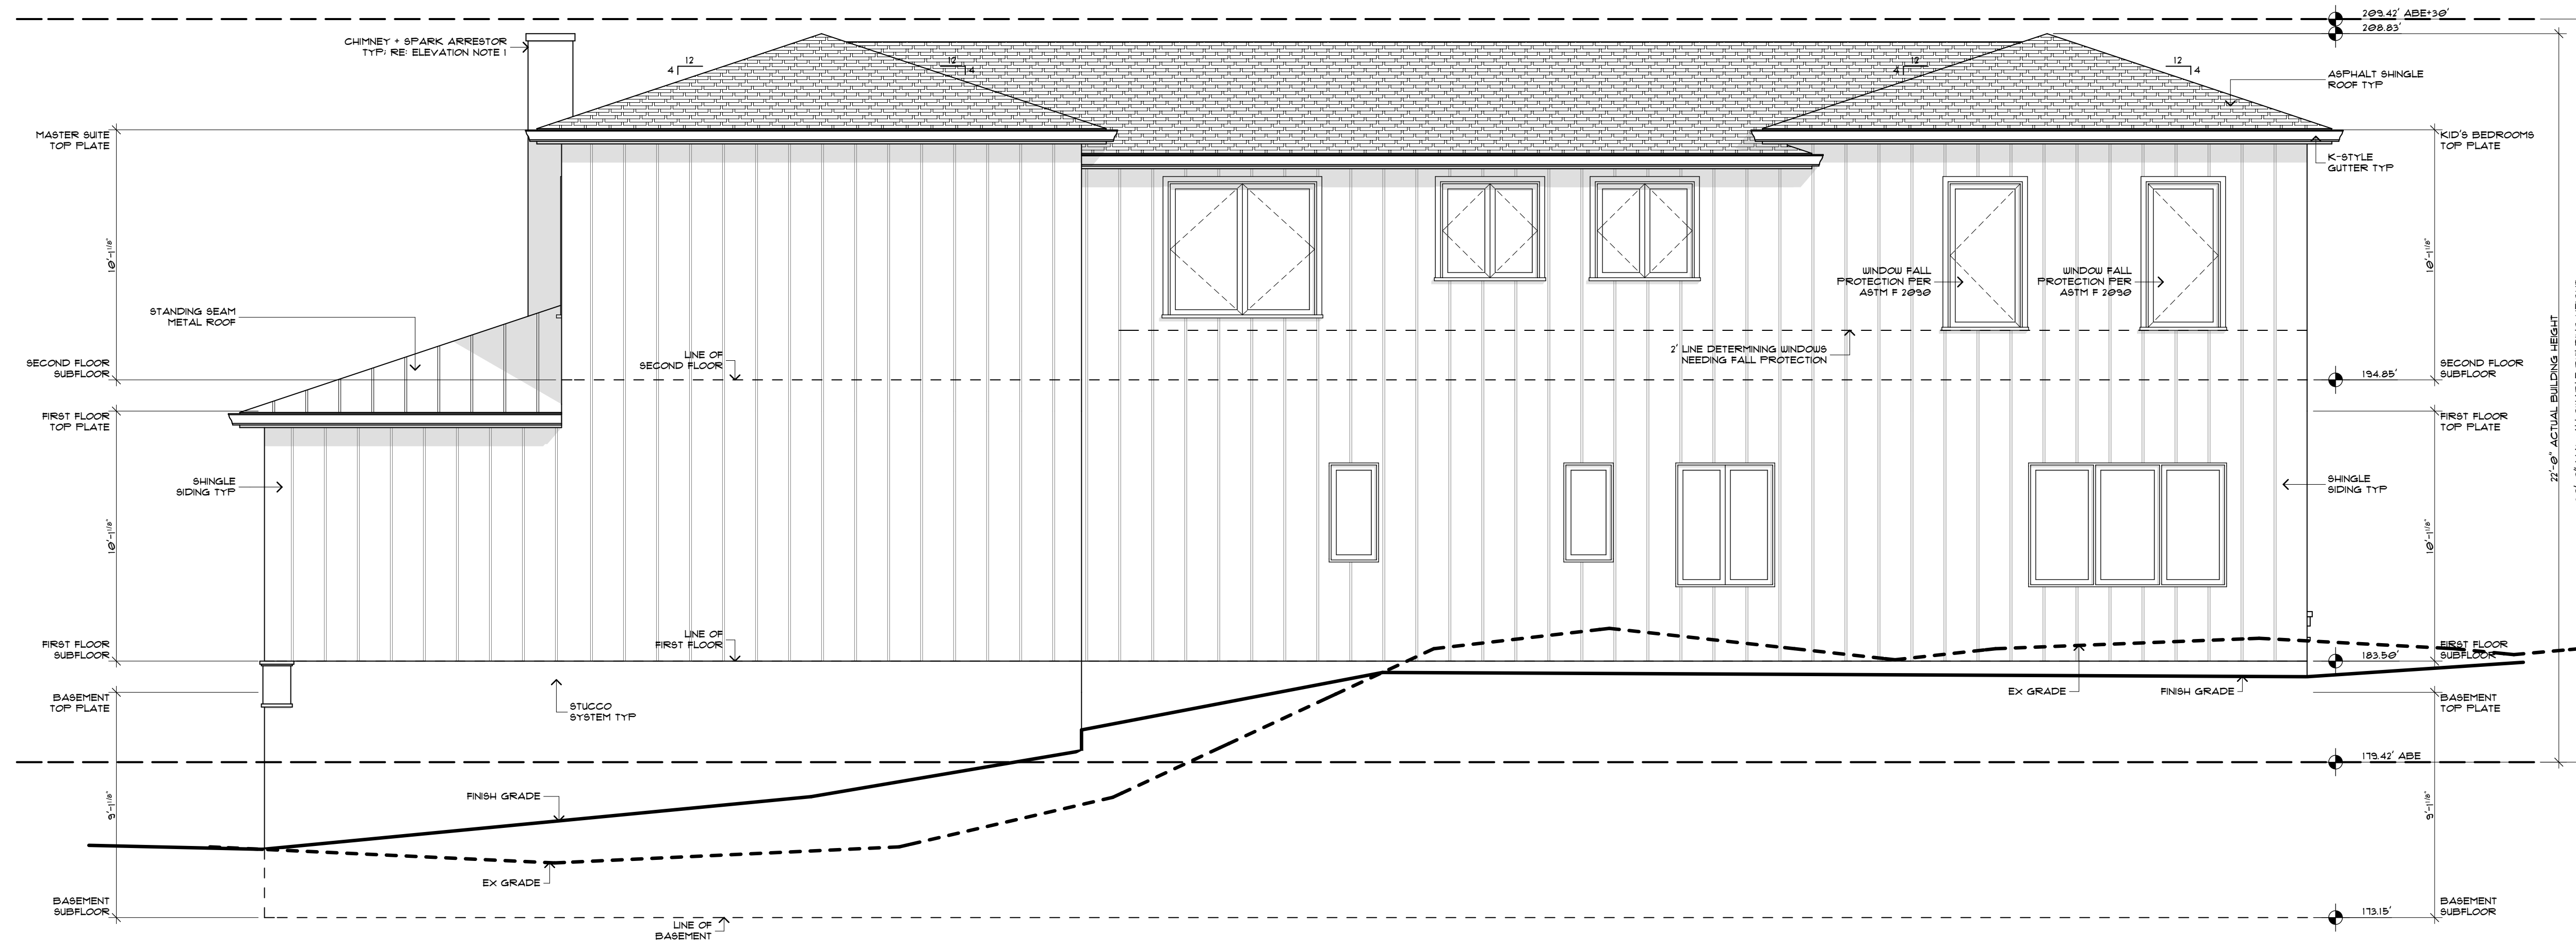 209.42' ABE+30'
208.83'
CHIMNEY + SPARK ARRESTOR
TYP; RE: ELEVATION NOTE 1
12
4
12
4
12
4
12
4
ASPHALT SHINGLE
ROOF TYP
MASTER SUITE
TOP PLATE
KID'S BEDROOMS
TOP PLATE
K-STYLE
GUTTER TYP
10'-1 1/8"
10'-1 1/8"
WINDOW FALL
PROTECTION PER
ASTM F 2090
WINDOW FALL
PROTECTION PER
ASTM F 2090
STANDING SEAM
METAL ROOF
22'-0" ACTUAL BUILDING HEIGHT
LINE OF
SECOND FLOOR
2' LINE DETERMINING WINDOWS
NEEDING FALL PROTECTION
SECOND FLOOR
SUBFLOOR
194.85'
SECOND FLOOR
SUBFLOOR
FIRST FLOOR
TOP PLATE
FIRST FLOOR
TOP PLATE
SHINGLE
SIDING TYP
SHINGLE
SIDING TYP
10'-1 1/8"
10'-1 1/8"
LINE OF
FIRST FLOOR
FIRST FLOOR
SUBFLOOR
183.50'
FIRST FLOOR
SUBFLOOR
BASEMENT
TOP PLATE
STUCCO
SYSTEM TYP
EX GRADE
FINISH GRADE
BASEMENT
TOP PLATE
179.42' ABE
FINISH GRADE
9'-1 1/8"
9'-1 1/8"
EX GRADE
BASEMENT
SUBFLOOR
LINE OF
BASEMENT
173.15'
BASEMENT
SUBFLOOR